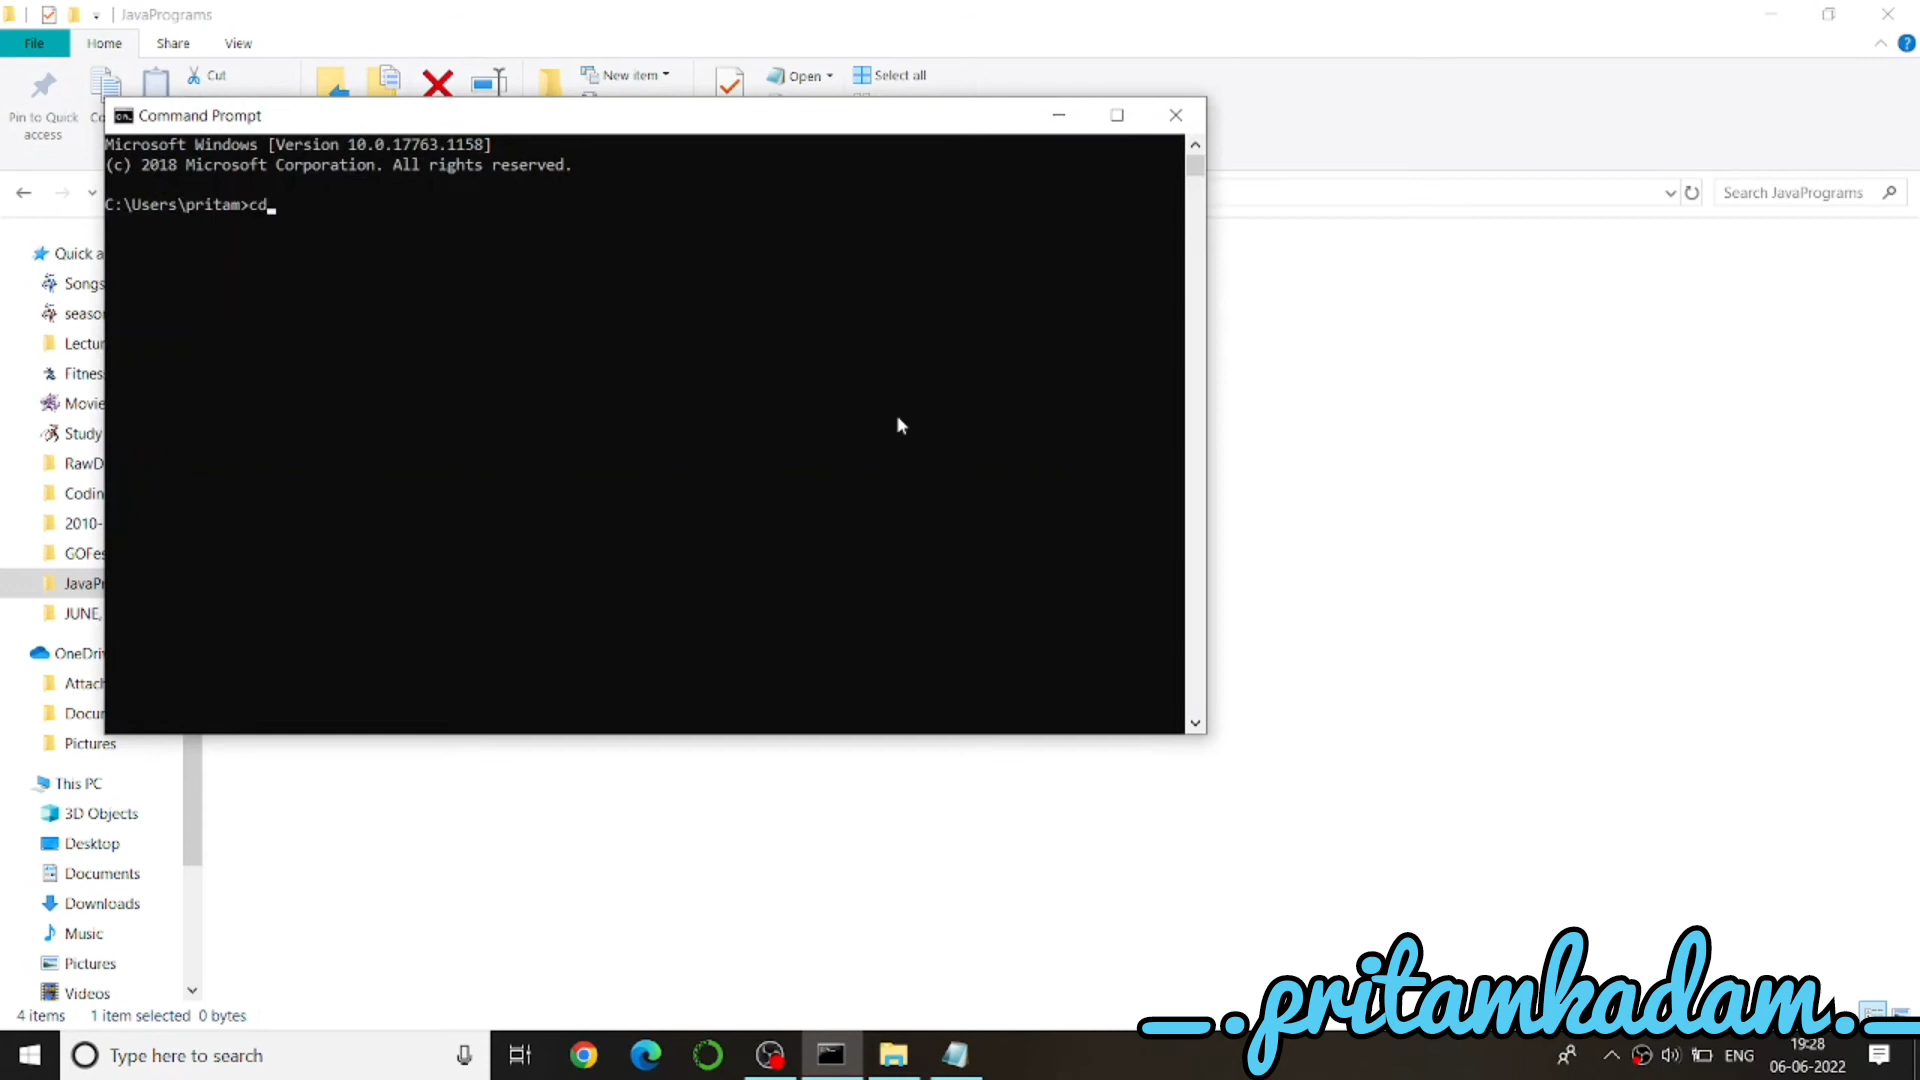 JavaPrograms
File Home Share View
Cut
New item
Open
Select all
Pin to Quick
access
Command Prompt
Microsoft Windows [Version 10.0.17763.1158]
(c) 2018 Microsoft Corporation. All rights reserved.
C:\Users\pritam>cd
Search JavaPrograms
Quick a
Songs
seaso
Lectur
Fitnes
Movie
Study
RawD
Codin
2010-
GOFes
JavaPr
JUNE,
OneDriv
Attach
Docur
Pictures
This PC
3D Objects
Desktop
Documents
Downloads
Music
Pictures
Videos
4 items 1 item selected 0 bytes
_.pritamkadam._
Type here to search
ENG
19:28
06-06-2022